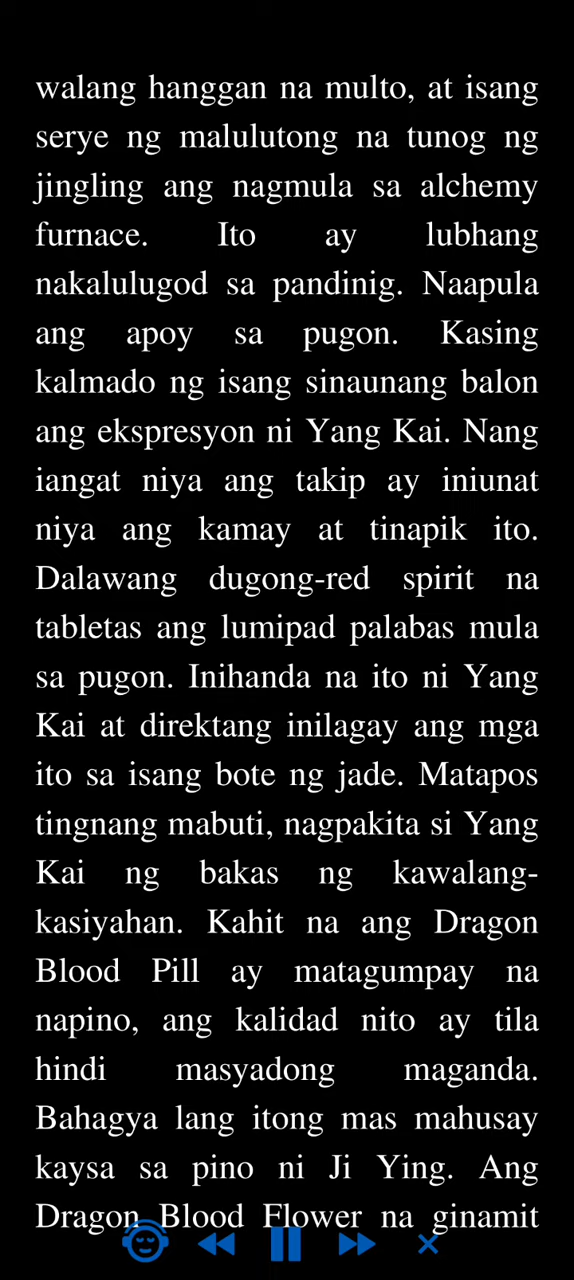 walang hanggan na multo, at isang
serye ng malulutong na tunog ng
jingling ang nagmula sa alchemy
furnace. Ito ay lubhang
nakalulugod sa pandinig. Naapula
ang apoy sa pugon. Kasing
kalmado ng isang sinaunang balon
ang ekspresyon ni Yang Kai. Nang
iangat niya ang takip ay iniunat
niya ang kamay at tinapik ito.
Dalawang dugong-red spirit na
tabletas ang lumipad palabas mula
sa pugon. Inihanda na ito ni Yang
Kai at direktang inilagay ang mga
ito sa isang bote ng jade. Matapos
tingnang mabuti, nagpakita si Yang
Kai ng bakas ng kawalang-
kasiyahan. Kahit na ang Dragon
Blood Pill ay matagumpay na
napino, ang kalidad nito ay tila
hindi masyadong maganda.
Bahagya lang itong mas mahusay
kaysa sa pino ni Ji Ying. Ang
Dragon Blood Flower na ginamit